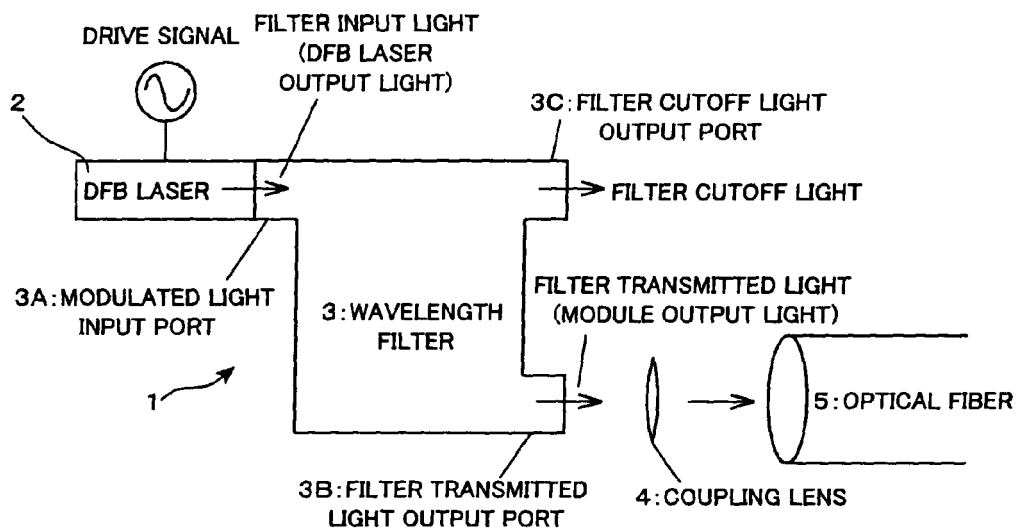 DRIVE SIGNAL
FILTER INPUT LIGHT
(DFB LASER
OUTPUT LIGHT)
2
3C:FILTER CUTOFF LIGHT
OUTPUT PORT
DFB LASER
FILTER CUTOFF LIGHT
3A:MODULATED LIGHT
INPUT PORT
3:WAVELENGTH
FILTER
FILTER TRANSMITTED LIGHT
(MODULE OUTPUT LIGHT)
1
5:OPTICAL FIBER
3B:FILTER TRANSMITTED
LIGHT OUTPUT PORT
4:COUPLING LENS